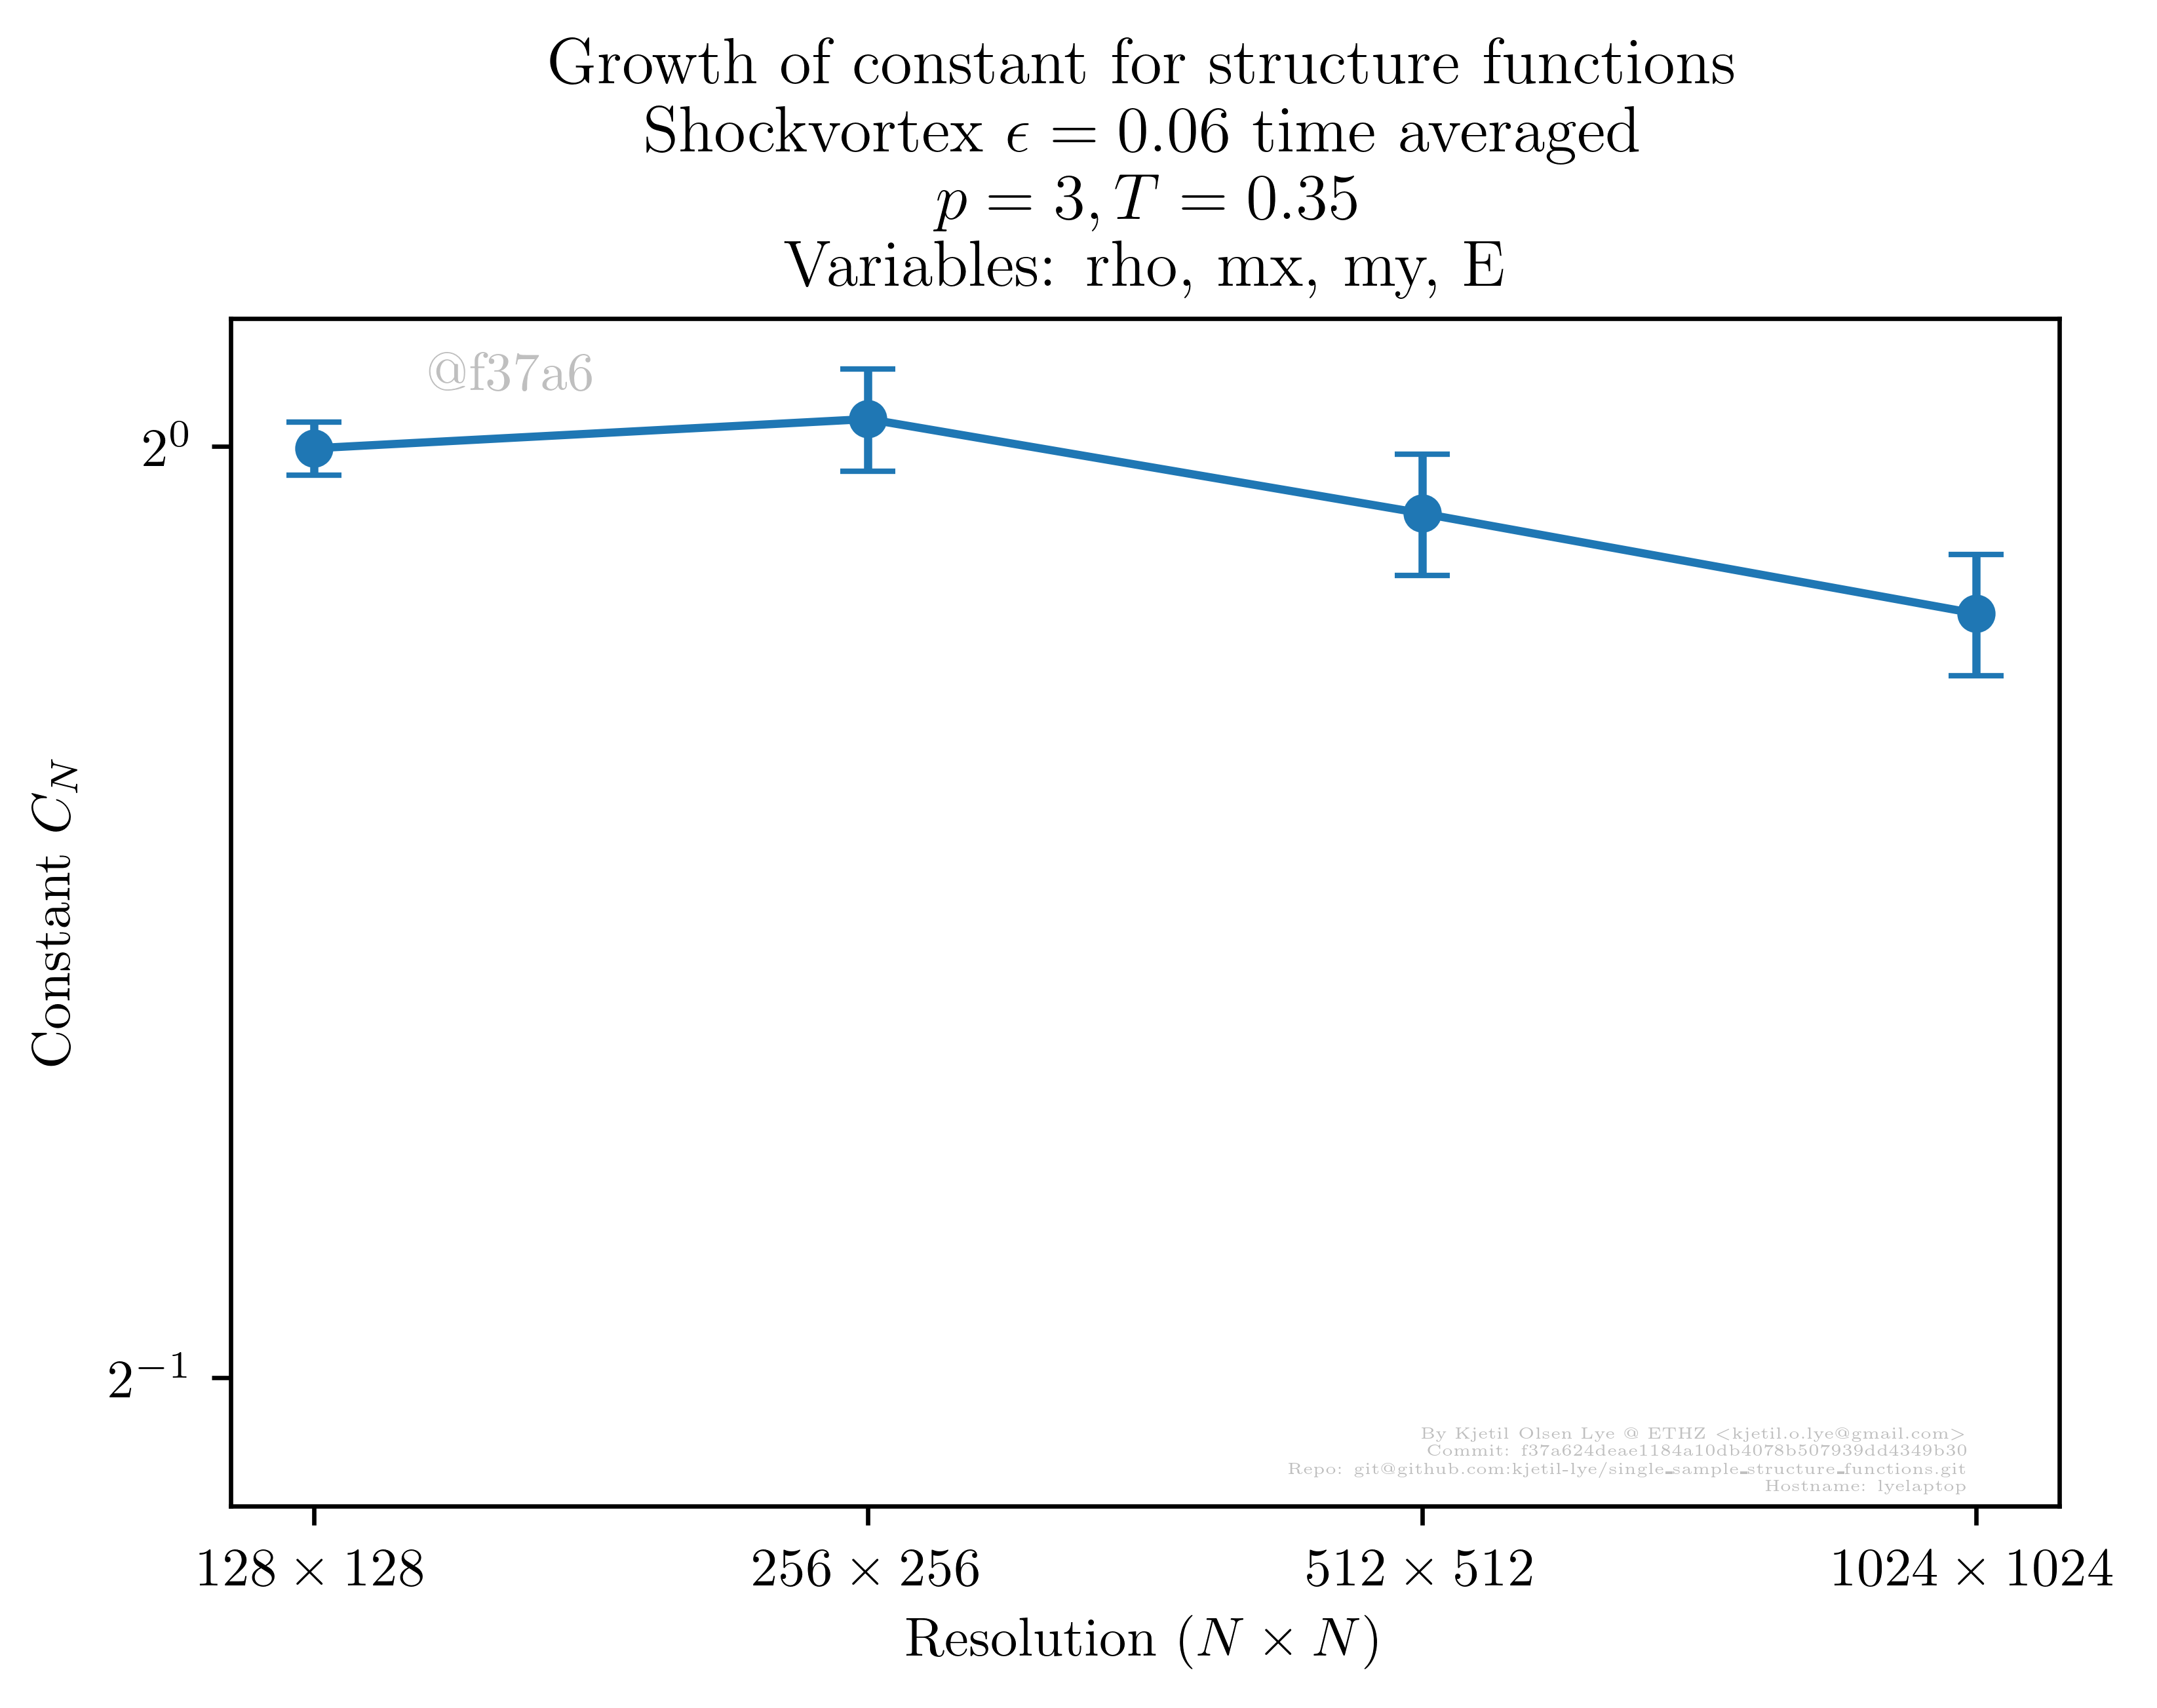 Growth of constant for structure functions
Shockvortex ϵ = 0.06 time averaged
p = 3, T = 0.35
Variables: rho, mx, my, E
@f37a6
2⁰
Constant C_N
2⁻¹
By Kjetil Olsen Lye @ ETHZ <kjetil.o.lye@gmail.com>
Commit: f37a624deae1184a10db4078b507939dd4349b30
Repo: git@github.com:kjetil-lye/single_sample_structure_functions.git
Hostname: lyelaptop
128 × 128 256 × 256 512 × 512 1024 × 1024
Resolution (N × N)